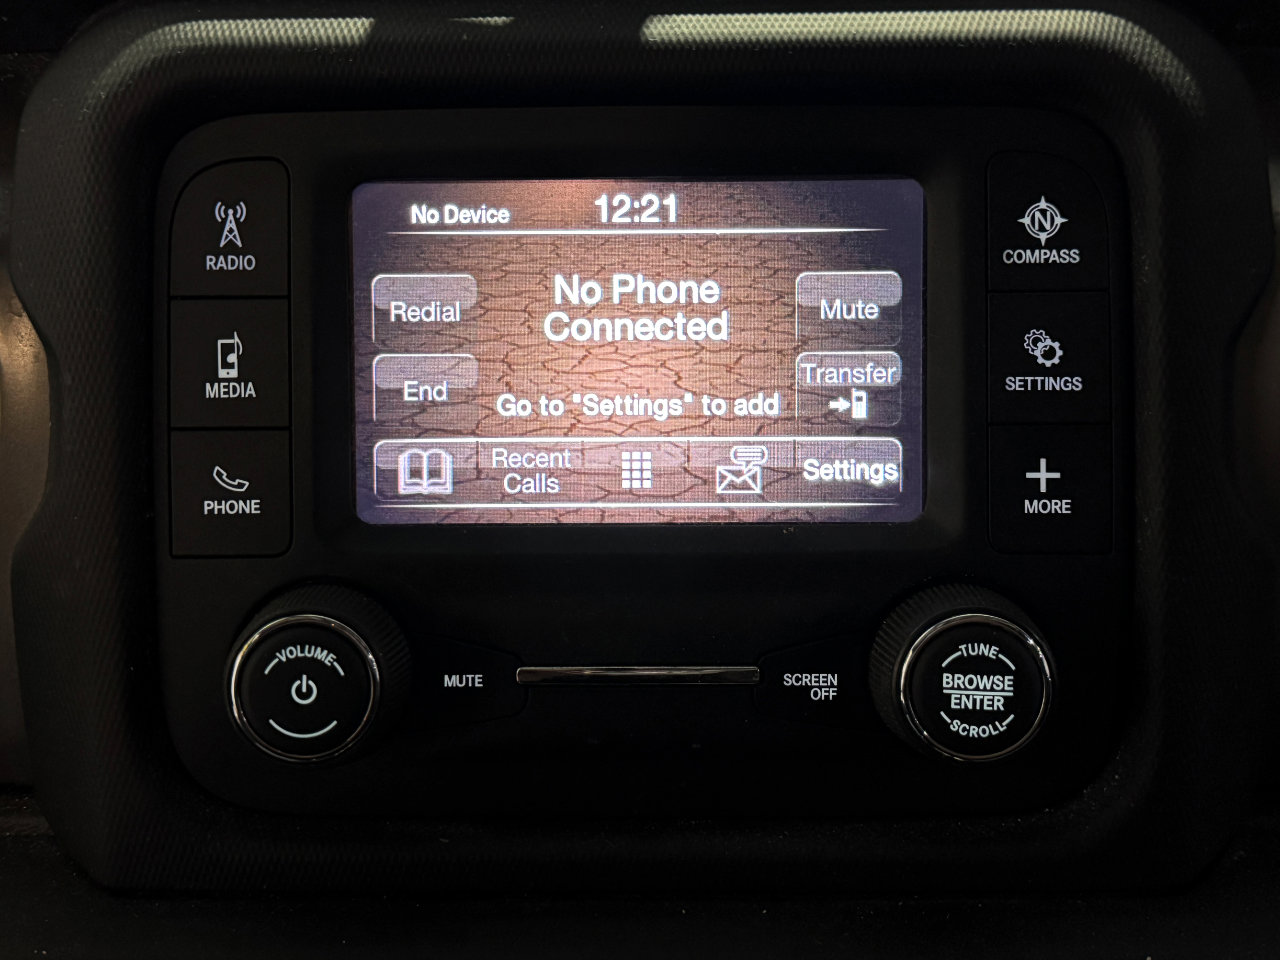 No Device
12:21
Redial
No Phone
Connected
Mute
End
Go to "Settings" to add
Transfer
Recent
Calls
Settings
RADIO
MEDIA
PHONE
N
COMPASS
SETTINGS
MORE
VOLUME
MUTE
SCREEN
OFF
TUNE
BROWSE
ENTER
SCROLL